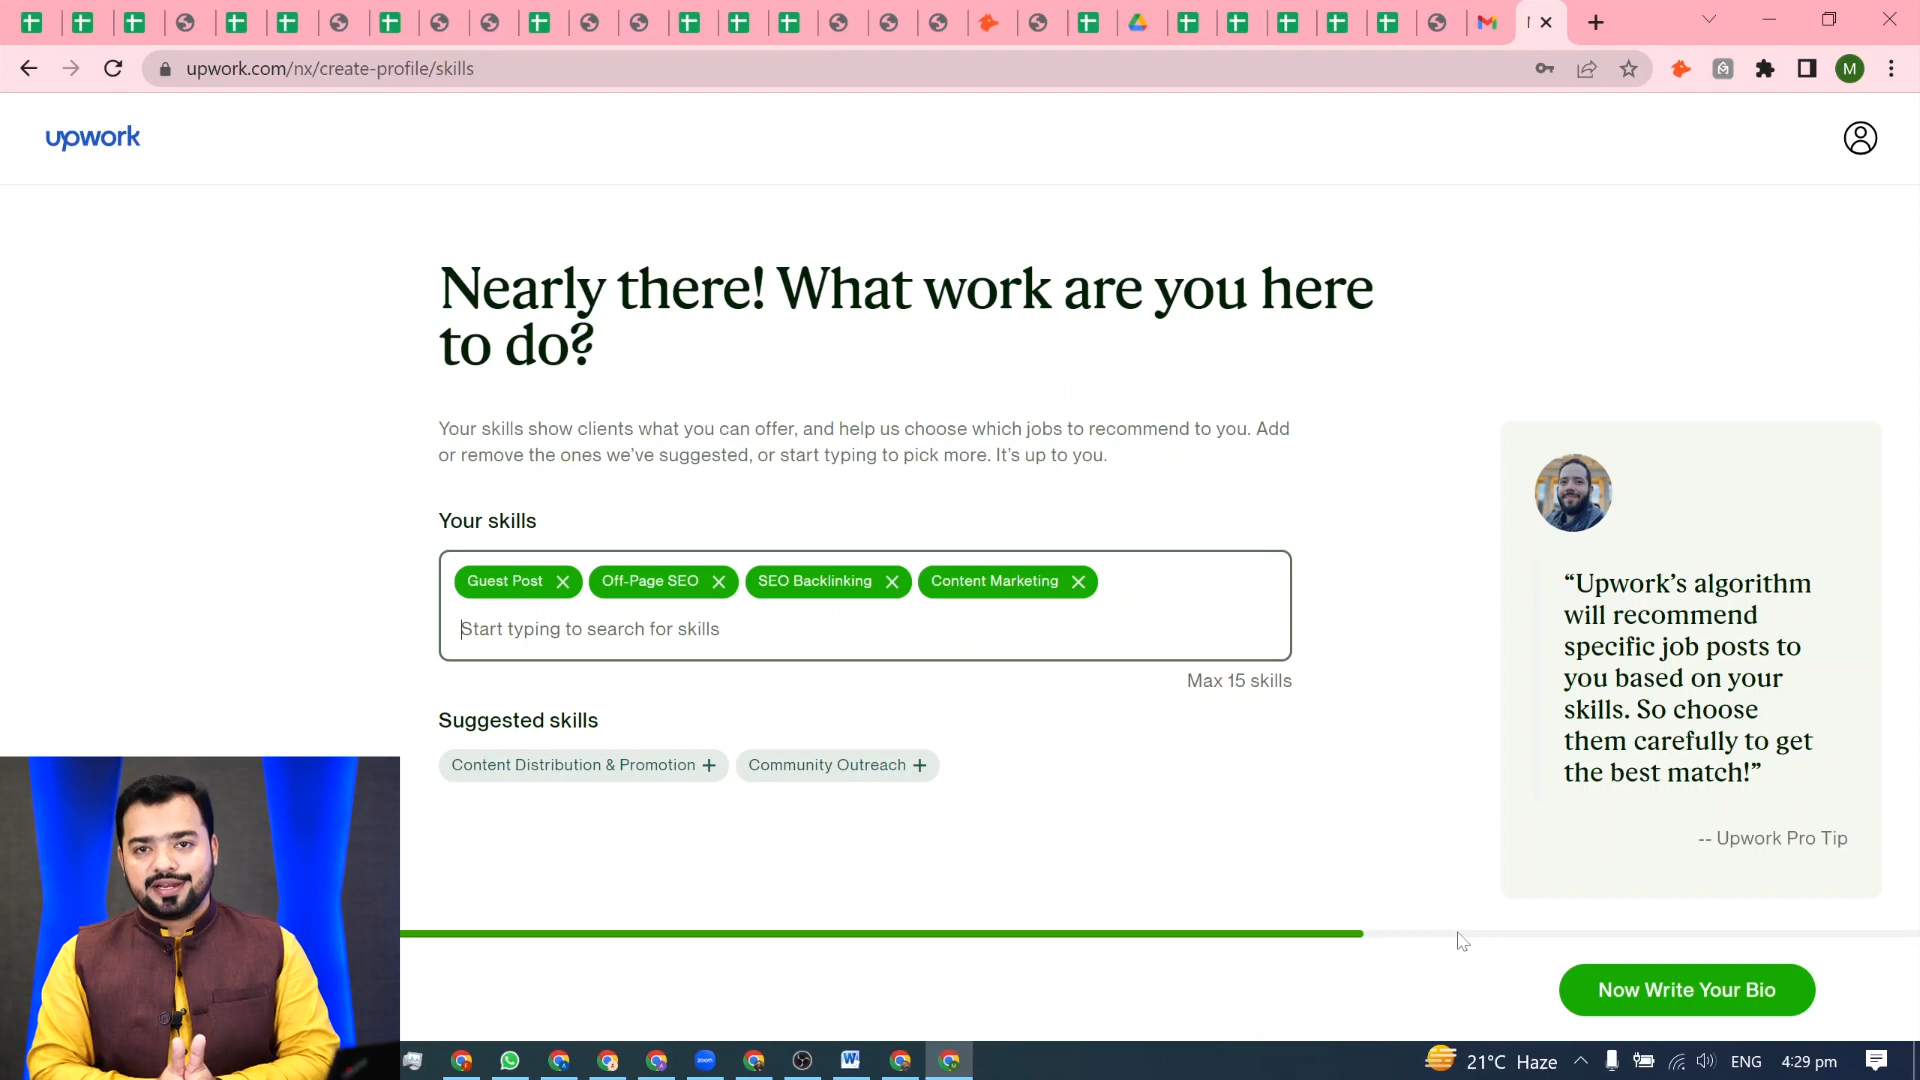 upwork.com/nx/create-profile/skills
M
upwork
Nearly there! What work are you here
to do?
Your skills show clients what you can offer, and help us choose which jobs to recommend to you. Add
or remove the ones we've suggested, or start typing to pick more. It's up to you.
Your skills
Guest Post
Off-Page SEO
SEO Backlinking
Content Marketing
Start typing to search for skills
Max 15 skills
Suggested skills
Content Distribution & Promotion +
Community Outreach +
“Upwork’s algorithm
will recommend
specific job posts to
you based on your
skills. So choose
them carefully to get
the best match!”
-- Upwork Pro Tip
Now Write Your Bio
zoom
W
21°C Haze
ENG
4:29 pm